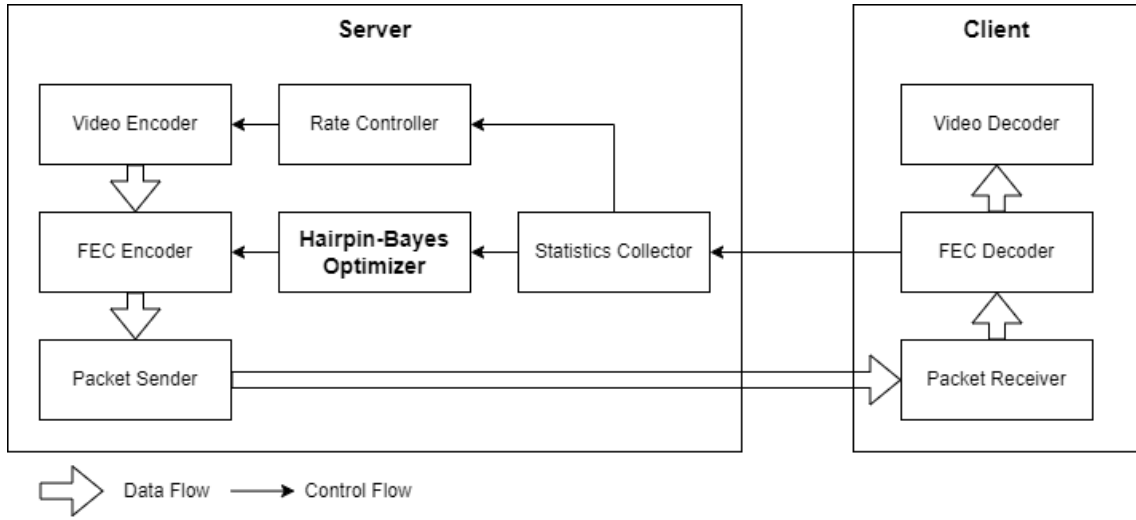 Server
Client
Video Encoder
Rate Controller
Video Decoder
FEC Encoder
Hairpin-Bayes
Optimizer
Statistics Collector
FEC Decoder
Packet Sender
Packet Receiver
Data Flow
Control Flow